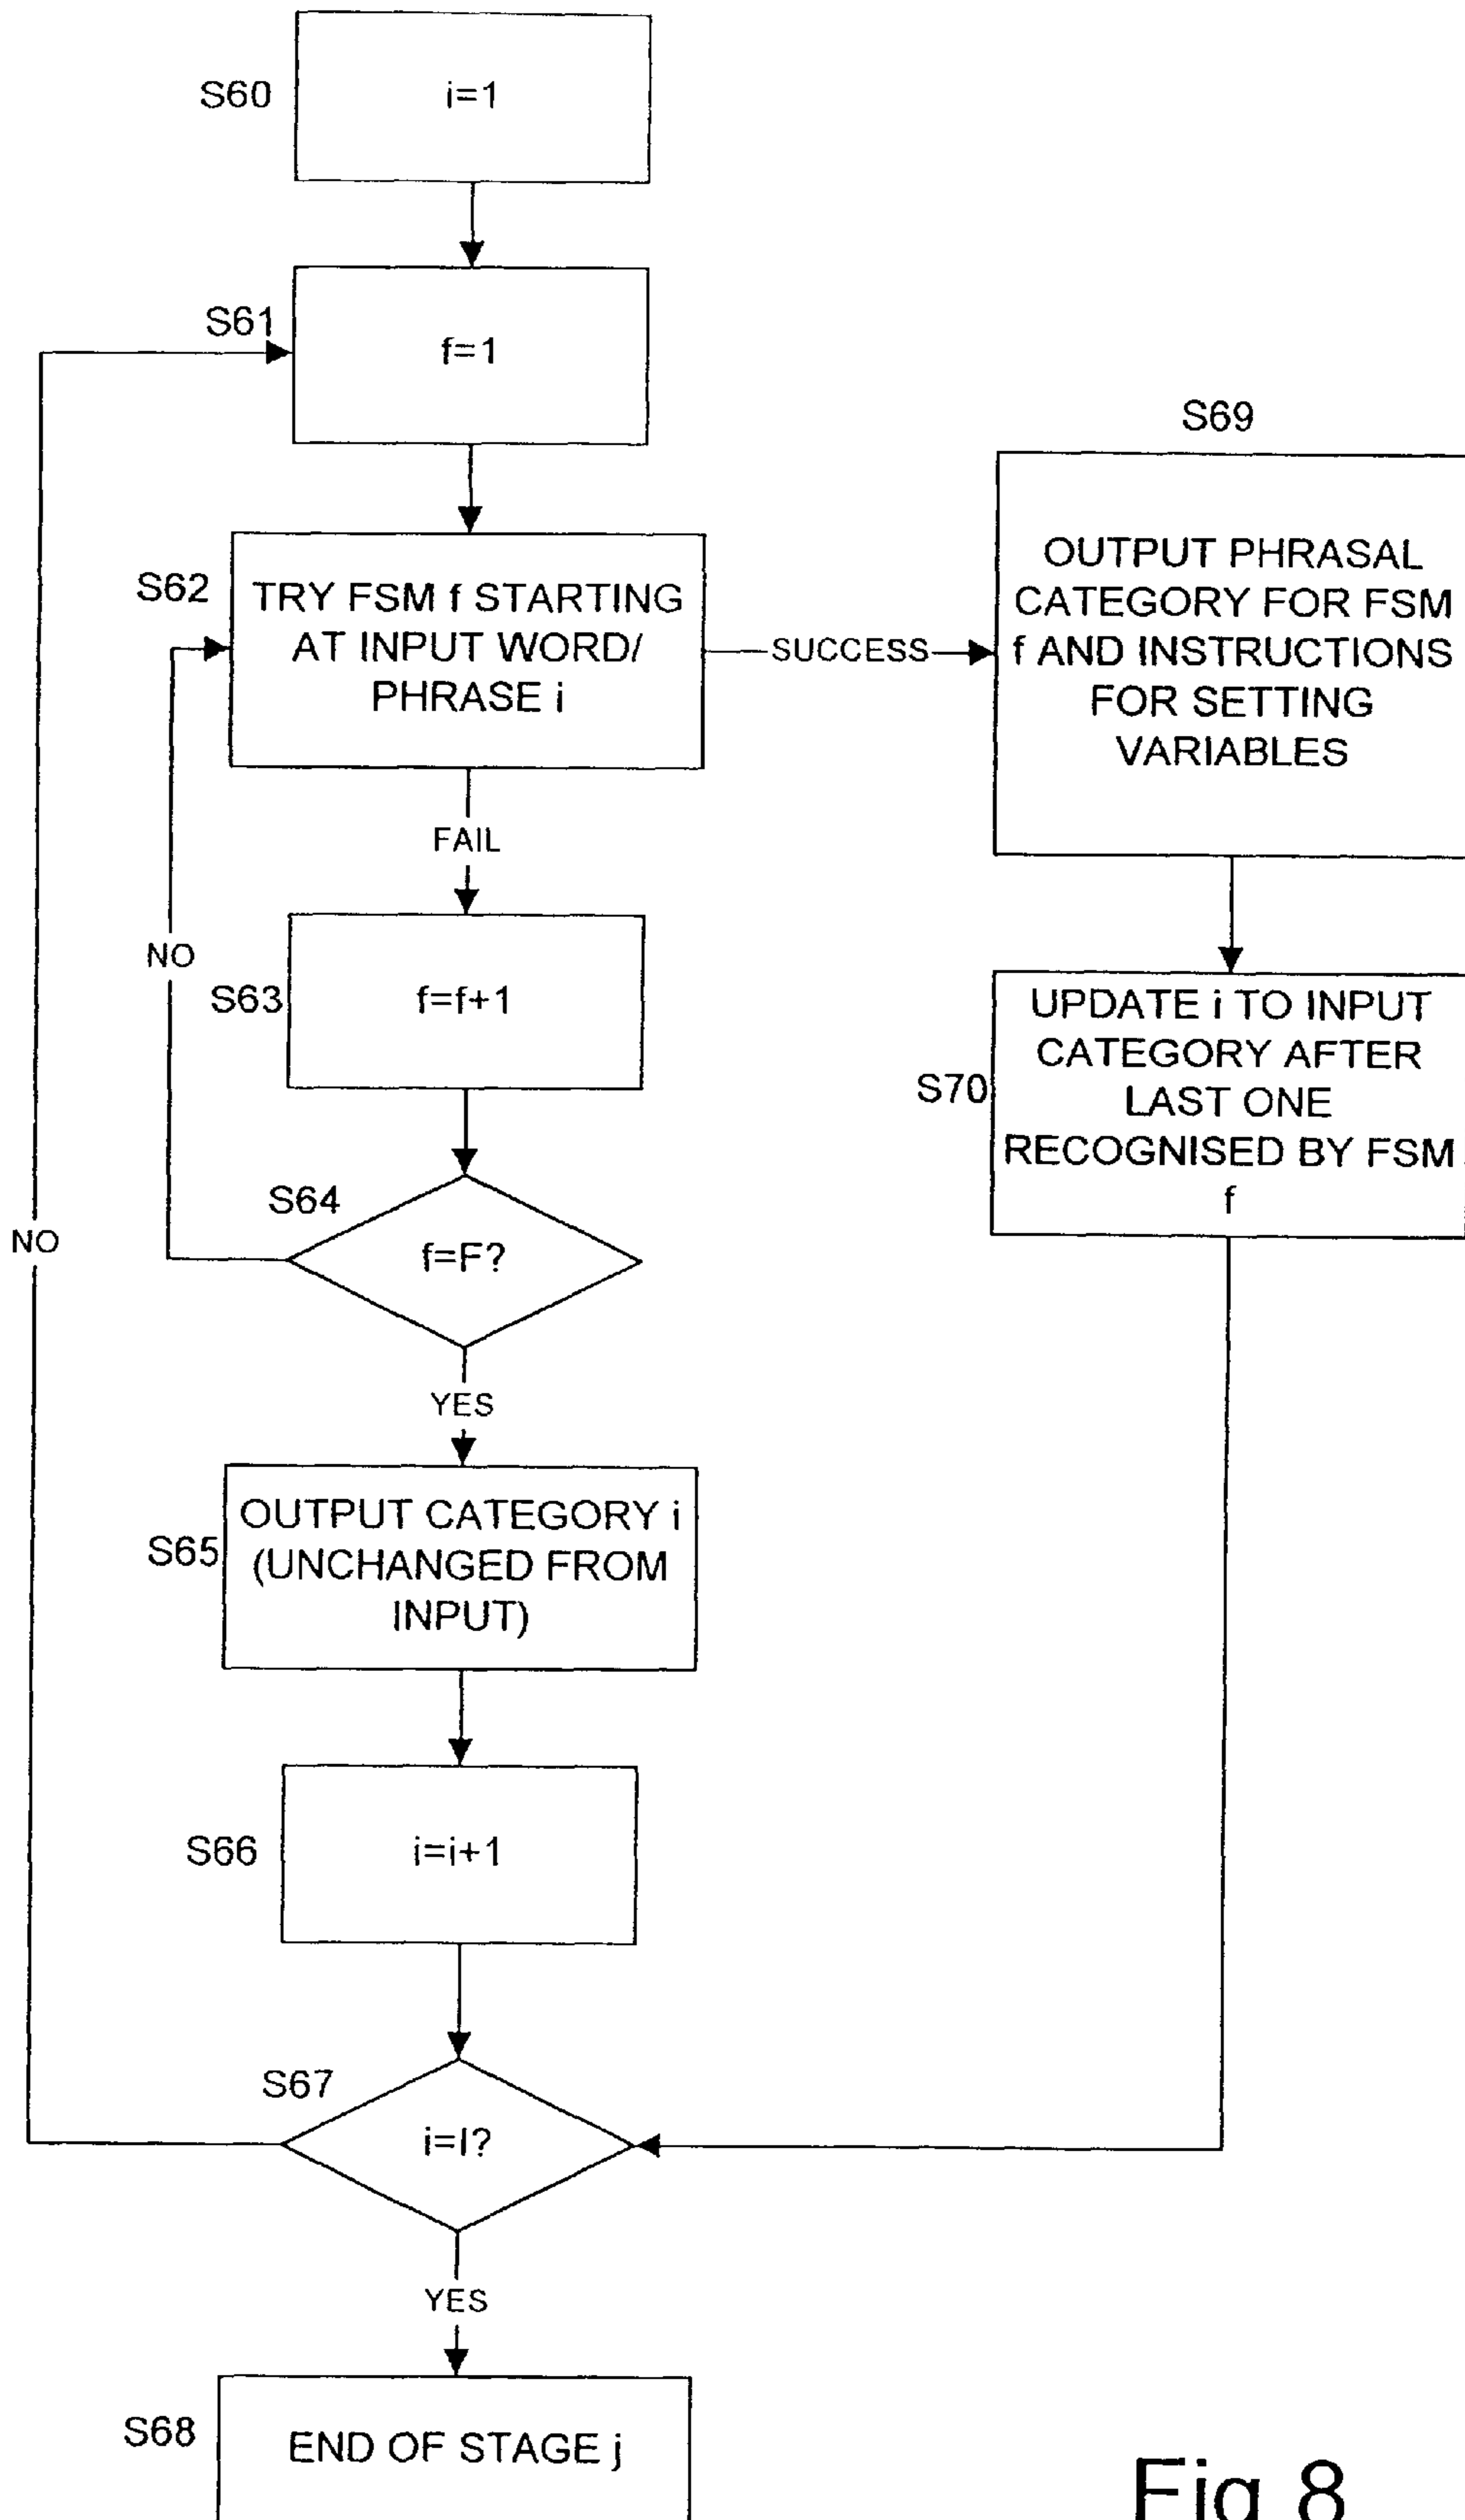 S60
i=1
S61
f=1
S62
TRY FSM f STARTING
AT INPUT WORD/
PHRASE i
SUCCESS
S69
OUTPUT PHRASAL
CATEGORY FOR FSM
f AND INSTRUCTIONS
FOR SETTING
VARIABLES
FAIL
NO
S63
f=f+1
S70
UPDATE i TO INPUT
CATEGORY AFTER
LAST ONE
RECOGNISED BY FSM
f
S64
f=F?
NO
YES
S65
OUTPUT CATEGORY i
(UNCHANGED FROM
INPUT)
S66
i=i+1
S67
i=I?
YES
S68
END OF STAGE j
Fig 8